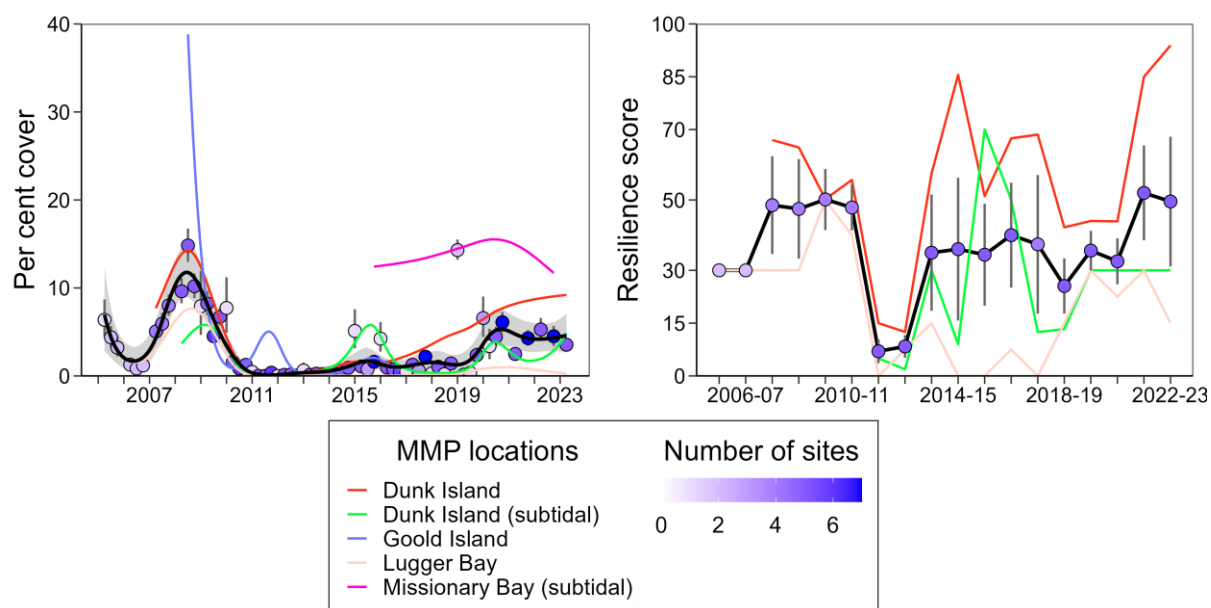 Per cent cover
40
30
20
10
0
2007 2011 2015 2019 2023
Resilience score
100
85
70
50
30
15
0
2006-07 2010-11 2014-15 2018-19 2022-23
MMP locations
Dunk Island
Dunk Island (subtidal)
Goold Island
Lugger Bay
Missionary Bay (subtidal)
Number of sites
0 2 4 6